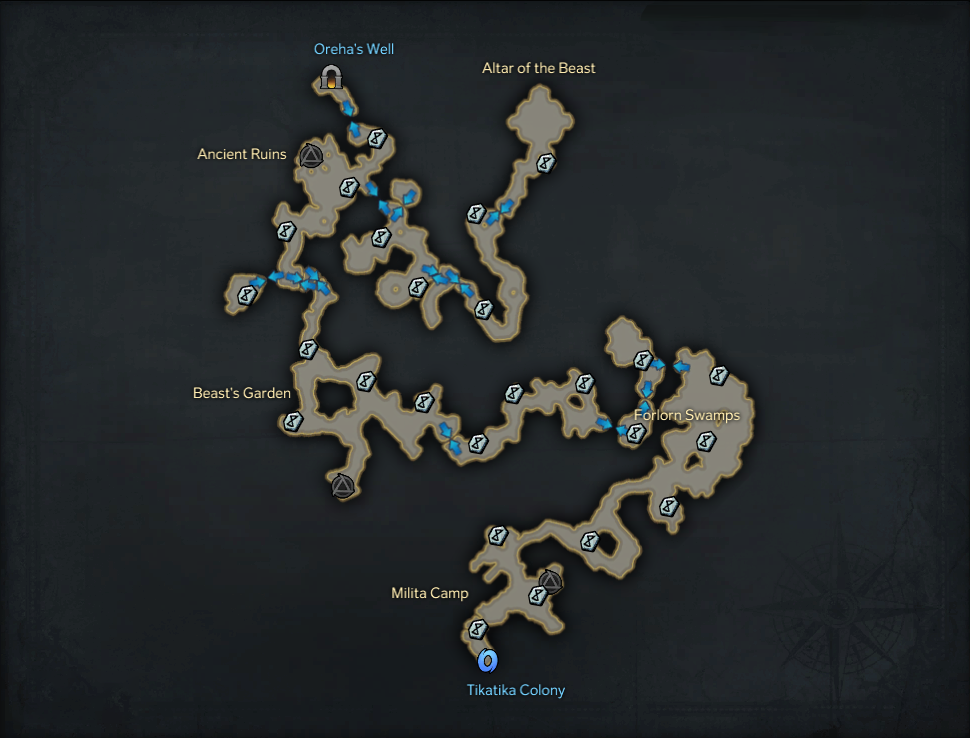 Oreha's Well
Altar of the Beast
Ancient Ruins
Beast's Garden
Forlorn Swamps
Milita Camp
Tikatika Colony